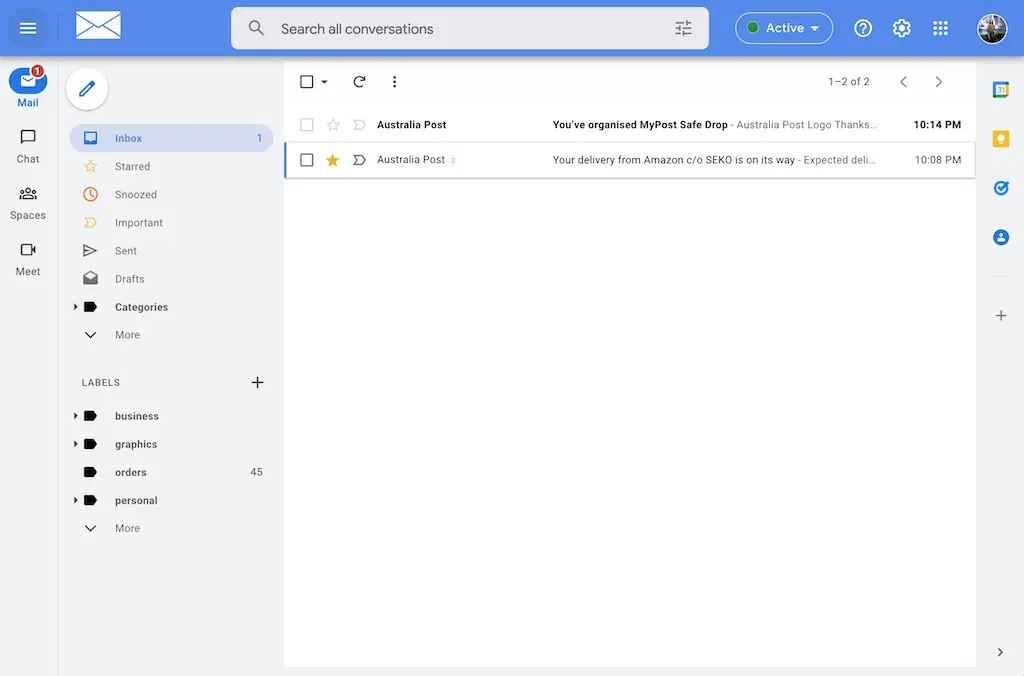 Search all conversations
Active
1
Mail
Chat
Spaces
Meet
Inbox 1
Starred
Snoozed
Important
Sent
Drafts
Categories
More
LABELS
business
graphics
orders 45
personal
More
1–2 of 2
Australia Post You've organised MyPost Safe Drop - Australia Post Logo Thanks... 10:14 PM
Australia Post 2 Your delivery from Amazon c/o SEKO is on its way - Expected deli... 10:08 PM
31